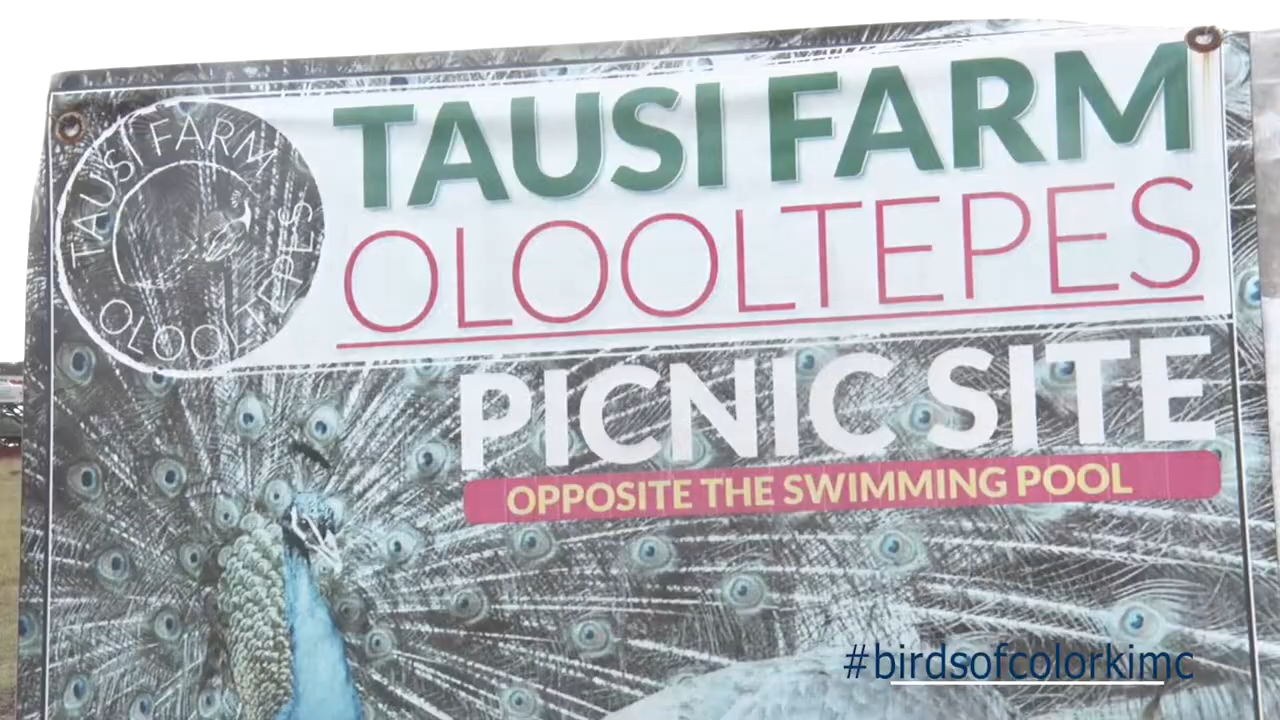 TAUSI FARM
OLOOLTEPES
TAUSI FARM
OLOOLTEPES
PICNIC SITE
OPPOSITE THE SWIMMING POOL
#birdsofcolorkimc